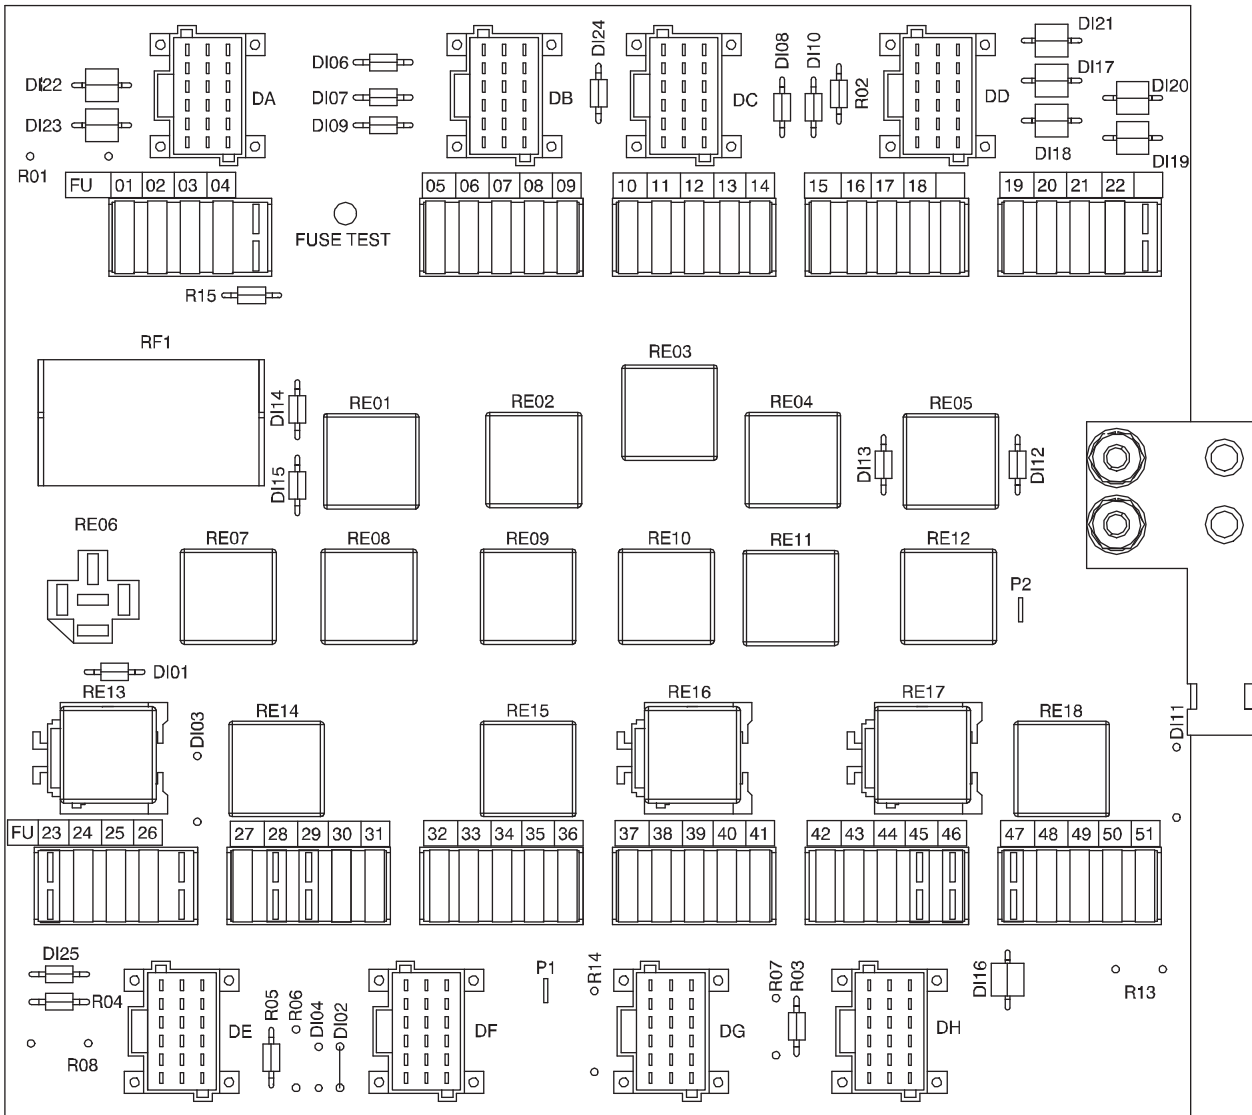 DI21
DI24
DI08
DI10
DI06
DI17
DI22
DI20
DI07
DA
DB
DC
R02
DD
DI23
DI09
DI18
DI19
R01
FU 01 02 03 04
05 06 07 08 09
10 11 12 13 14
15 16 17 18
19 20 21 22
FUSE TEST
R15
RF1
RE03
DI14
RE01
RE02
RE04
RE05
DI15
DI13
DI12
RE06
RE07
RE08
RE09
RE10
RE11
RE12
P2
DI01
RE13
DI03
RE14
RE15
RE16
RE17
RE18
DI11
FU 23 24 25 26
27 28 29 30 31
32 33 34 35 36
37 38 39 40 41
42 43 44 45 46
47 48 49 50 51
DI25
P1
R14
R07
R03
DI16
R13
R04
R05
R06
DI04
DI02
DE
DF
DG
DH
R08